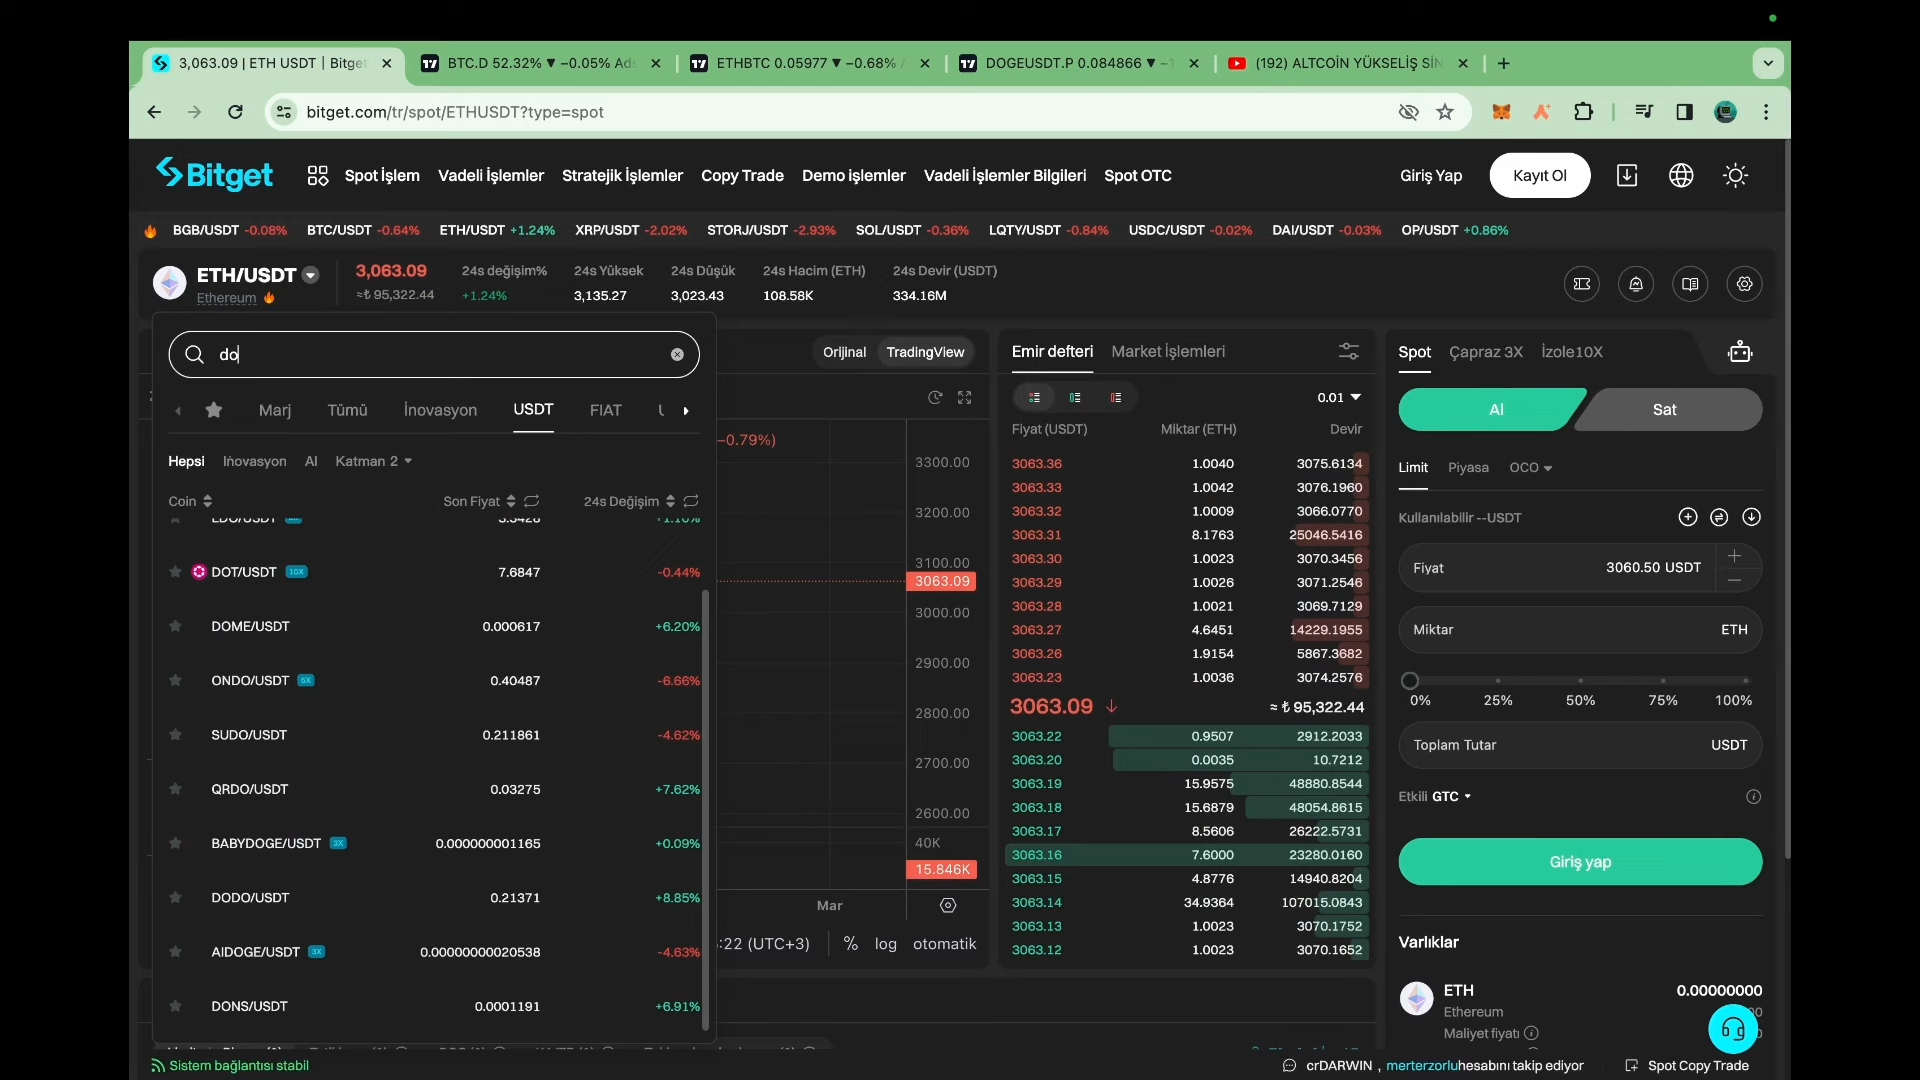 3,063.09 | ETH USDT | Bitget
BTC.D 52.32% ▼ −0.05% Ad
ETHBTC 0.05977 ▼ −0.68%
DOGEUSDT.P 0.084866 ▼ −1
(192) ALTCOİN YÜKSELİŞ SİN
bitget.com/tr/spot/ETHUSDT?type=spot
Bitget
Spot İşlem
Vadeli İşlemler
Stratejik İşlemler
Copy Trade
Demo işlemler
Vadeli İşlemler Bilgileri
Spot OTC
Giriş Yap
Kayıt Ol
BGB/USDT -0.08%
BTC/USDT -0.64%
ETH/USDT +1.24%
XRP/USDT -2.02%
STORJ/USDT -2.93%
SOL/USDT -0.36%
LQTY/USDT -0.84%
USDC/USDT -0.02%
DAI/USDT -0.03%
OP/USDT +0.86%
ETH/USDT
Ethereum
3,063.09
≈₺ 95,322.44
24s değişim%
+1.24%
24s Yüksek
3,135.27
24s Düşük
3,023.43
24s Hacim (ETH)
108.58K
24s Devir (USDT)
334.16M
do
Marj Tümü İnovasyon USDT FIAT
Hepsi İnovasyon AI Katman 2
Coin Son Fiyat 24s Değişim
LDO/USDT 3.3428 +1.10%
DOT/USDT 10X 7.6847 -0.44%
DOME/USDT 0.000617 +6.20%
ONDO/USDT 5X 0.40487 -6.66%
SUDO/USDT 0.211861 -4.62%
QRDO/USDT 0.03275 +7.62%
BABYDOGE/USDT 3X 0.000000001165 +0.09%
DODO/USDT 0.21371 +8.85%
AIDOGE/USDT 3X 0.00000000020538 -4.63%
DONS/USDT 0.0001191 +6.91%
Orijinal TradingView
−0.79%)
3300.00
3200.00
3100.00
3063.09
3000.00
2900.00
2800.00
2700.00
2600.00
40K
15.846K
Mar
:22 (UTC+3) % log otomatik
Emir defteri Market İşlemleri
0.01
Fiyat (USDT) Miktar (ETH) Devir
3063.36 1.0040 3075.6134
3063.33 1.0042 3076.1960
3063.32 1.0009 3066.0770
3063.31 8.1763 25046.5416
3063.30 1.0023 3070.3456
3063.29 1.0026 3071.2546
3063.28 1.0021 3069.7129
3063.27 4.6451 14229.1955
3063.26 1.9154 5867.3682
3063.23 1.0036 3074.2576
3063.09 ↓ ≈ ₺ 95,322.44
3063.22 0.9507 2912.2033
3063.20 0.0035 10.7212
3063.19 15.9575 48880.8544
3063.18 15.6879 48054.8615
3063.17 8.5606 26222.5731
3063.16 7.6000 23280.0160
3063.15 4.8776 14940.8204
3063.14 34.9364 107015.0843
3063.13 1.0023 3070.1752
3063.12 1.0023 3070.1652
Spot Çapraz 3X İzole10X
Al Sat
Limit Piyasa OCO
Kullanılabilir --USDT
Fiyat 3060.50 USDT
Miktar ETH
0% 25% 50% 75% 100%
Toplam Tutar USDT
Etkili GTC
Giriş yap
Varlıklar
ETH 0.00000000
Ethereum
Maliyet fiyatı
Sistem bağlantısı stabil
crDARWIN , merterzorluhesabını takip ediyor
Spot Copy Trade